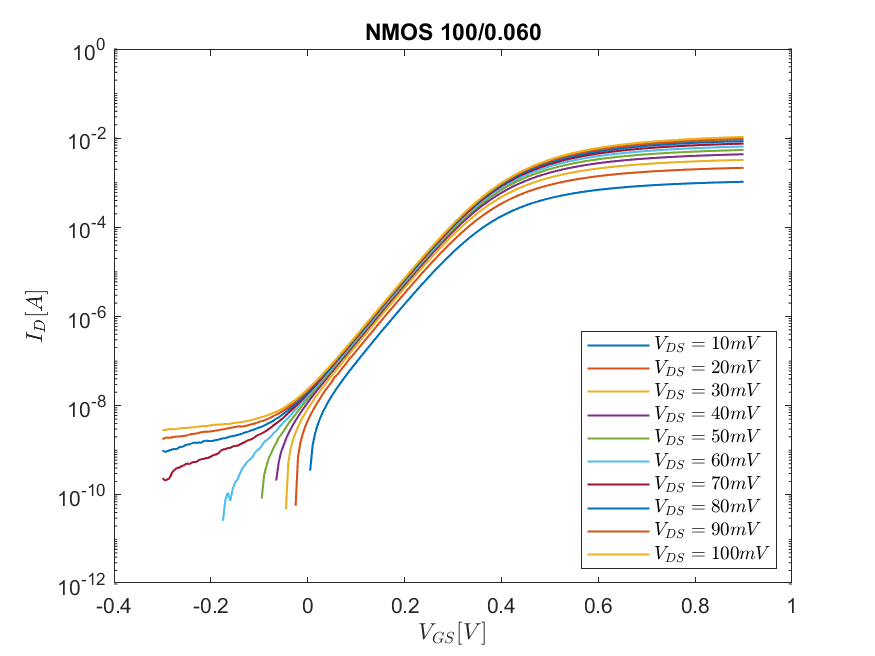 NMOS 100/0.060
10^0
10^-2
10^-4
10^-6
10^-8
10^-10
10^-12
I_D[A]
-0.4 -0.2 0 0.2 0.4 0.6 0.8 1
V_GS[V]
V_DS = 10mV
V_DS = 20mV
V_DS = 30mV
V_DS = 40mV
V_DS = 50mV
V_DS = 60mV
V_DS = 70mV
V_DS = 80mV
V_DS = 90mV
V_DS = 100mV